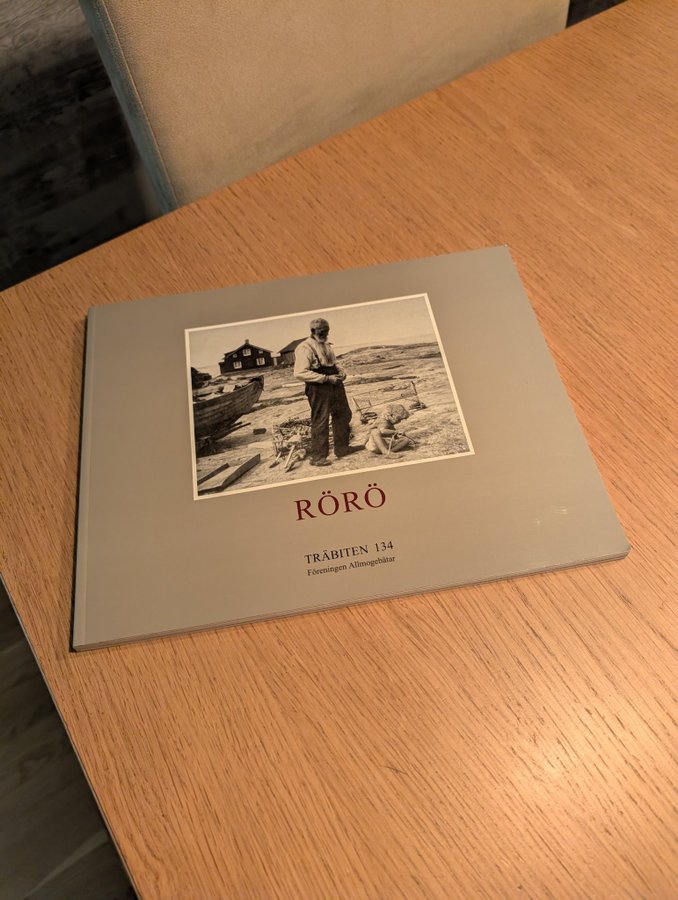 RÖRÖ
TRÄBITEN 134
Föreningen Allmogebåtar